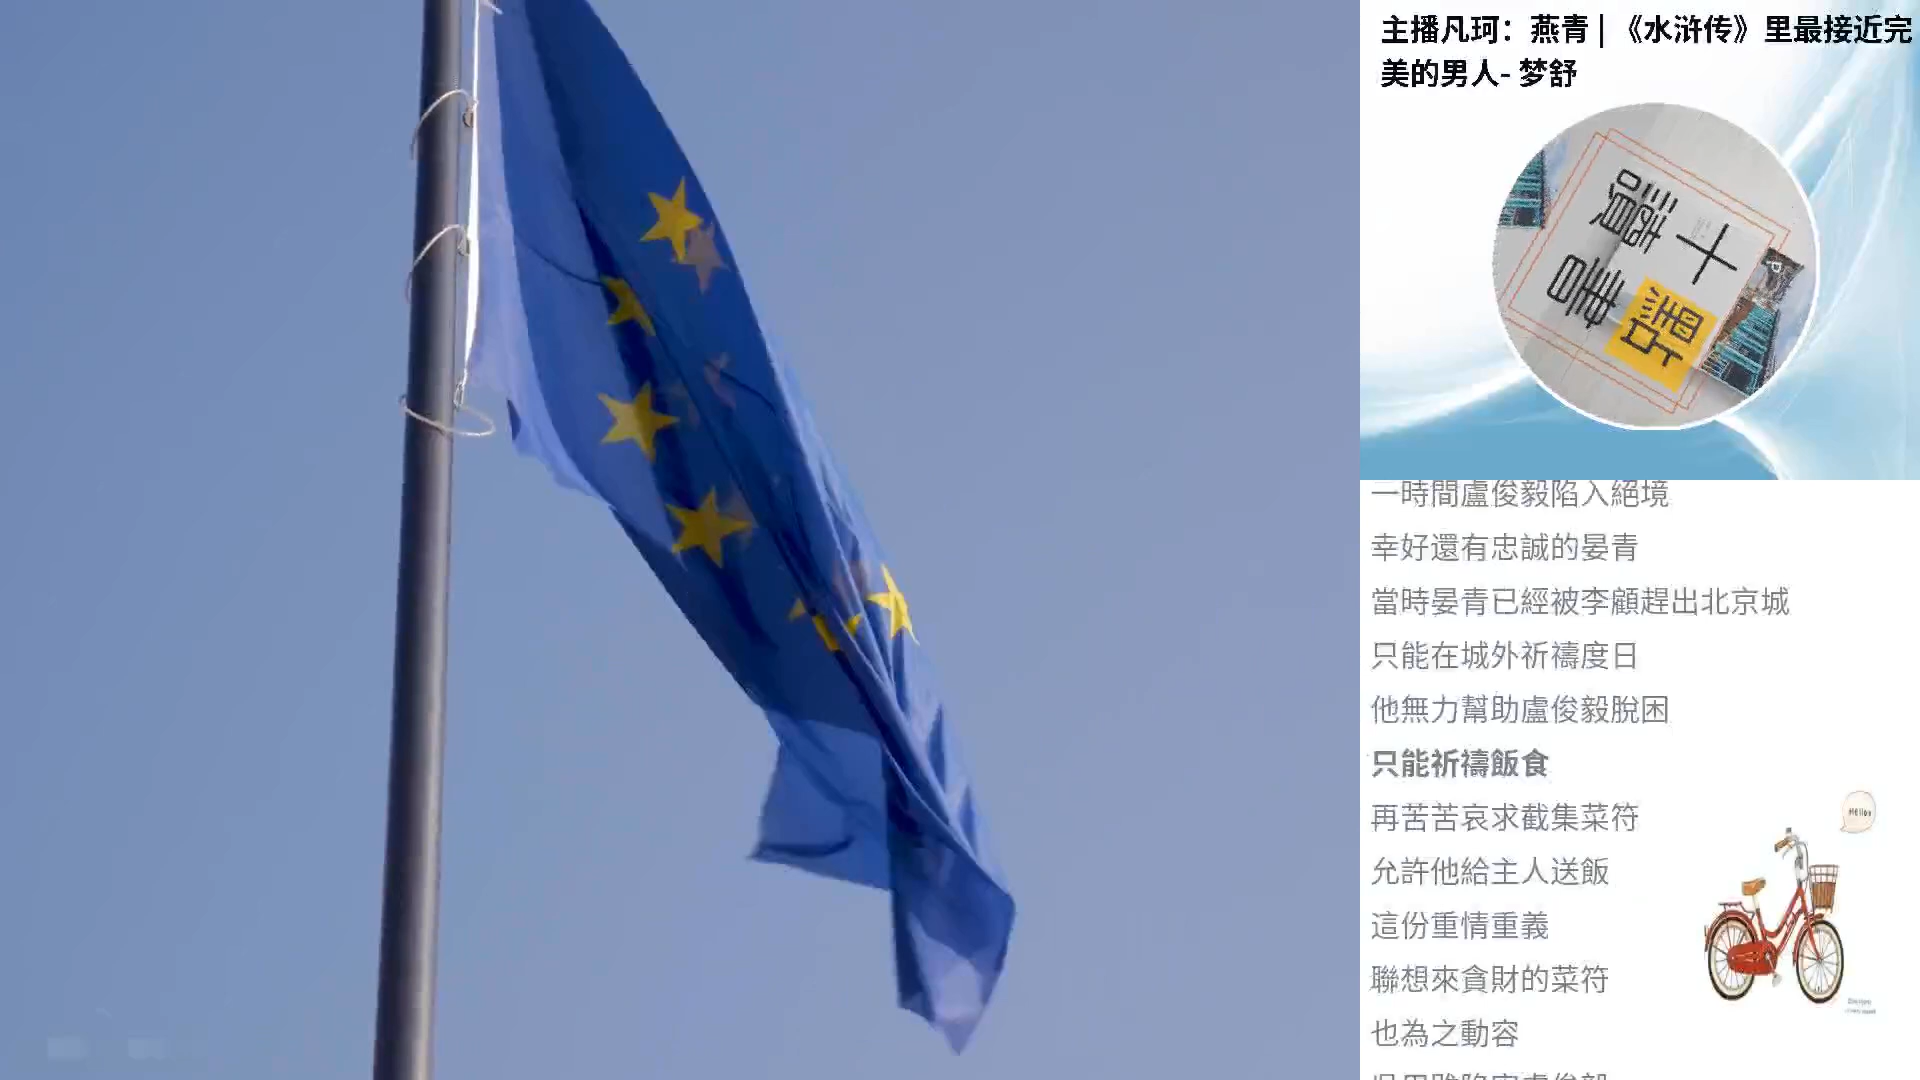 主播凡珂：燕青 | 《水浒传》里最接近完
美的男人- 梦舒
十點
讀書
一時間盧俊毅陷入絕境
幸好還有忠誠的晏青
當時晏青已經被李顧趕出北京城
只能在城外祈禱度日
他無力幫助盧俊毅脫困
只能祈禱飯食
再苦苦哀求截集菜符
允許他給主人送飯
這份重情重義
聯想來貪財的菜符
也為之動容
Hello